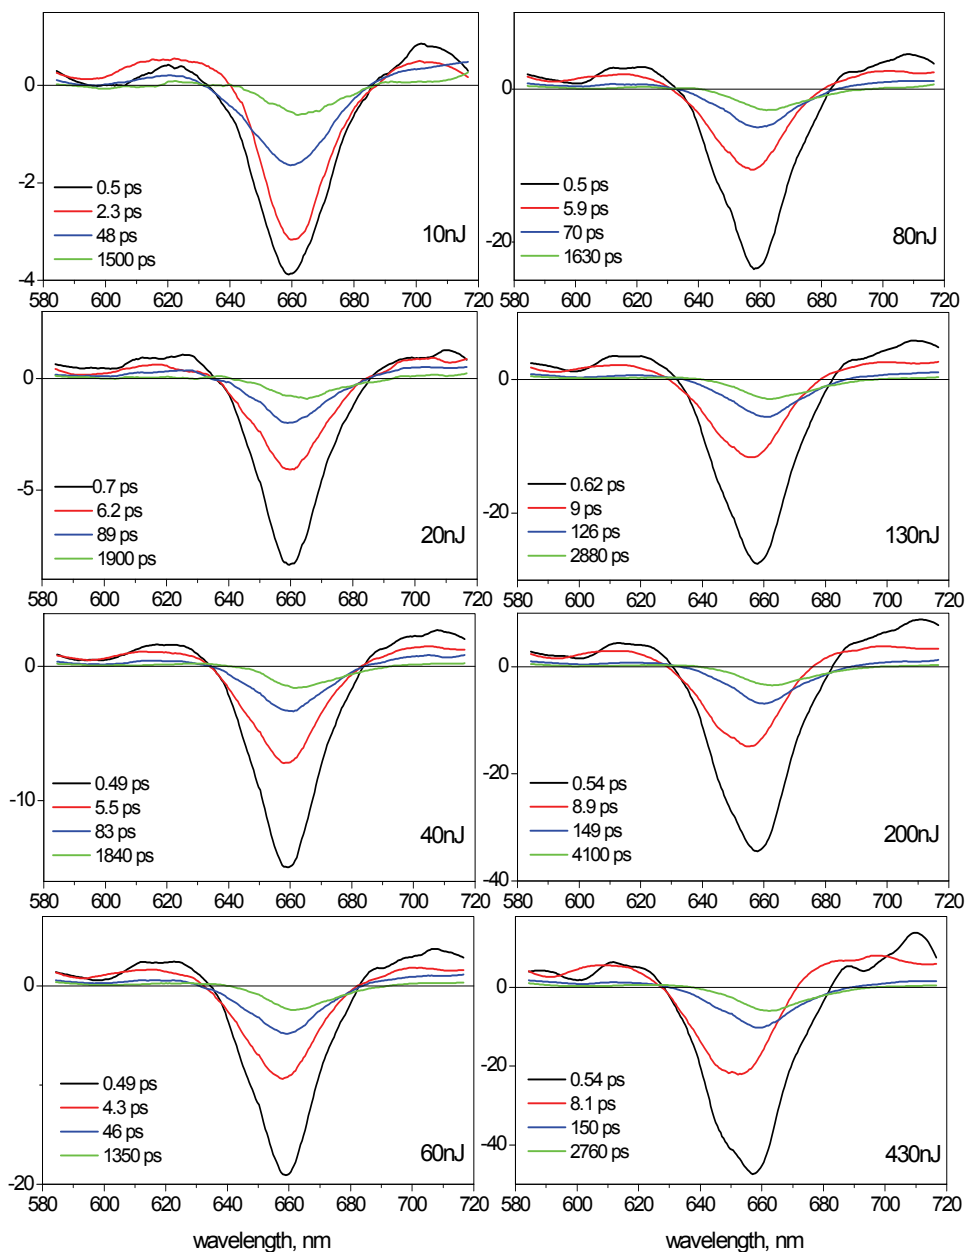 0
-2
-4
0.5 ps
2.3 ps
48 ps
1500 ps
10nJ
580 600 620 640 660 680 700 720
0
-20
0.5 ps
5.9 ps
70 ps
1630 ps
80nJ
580 600 620 640 660 680 700 720
0
-5
0.7 ps
6.2 ps
89 ps
1900 ps
20nJ
580 600 620 640 660 680 700 720
0
-20
0.62 ps
9 ps
126 ps
2880 ps
130nJ
580 600 620 640 660 680 700 720
0
-10
0.49 ps
5.5 ps
83 ps
1840 ps
40nJ
580 600 620 640 660 680 700 720
0
-20
-40
0.54 ps
8.9 ps
149 ps
4100 ps
200nJ
580 600 620 640 660 680 700 720
0
-20
0.49 ps
4.3 ps
46 ps
1350 ps
60nJ
580 600 620 640 660 680 700 720
wavelength, nm
0
-20
-40
0.54 ps
8.1 ps
150 ps
2760 ps
430nJ
580 600 620 640 660 680 700 720
wavelength, nm